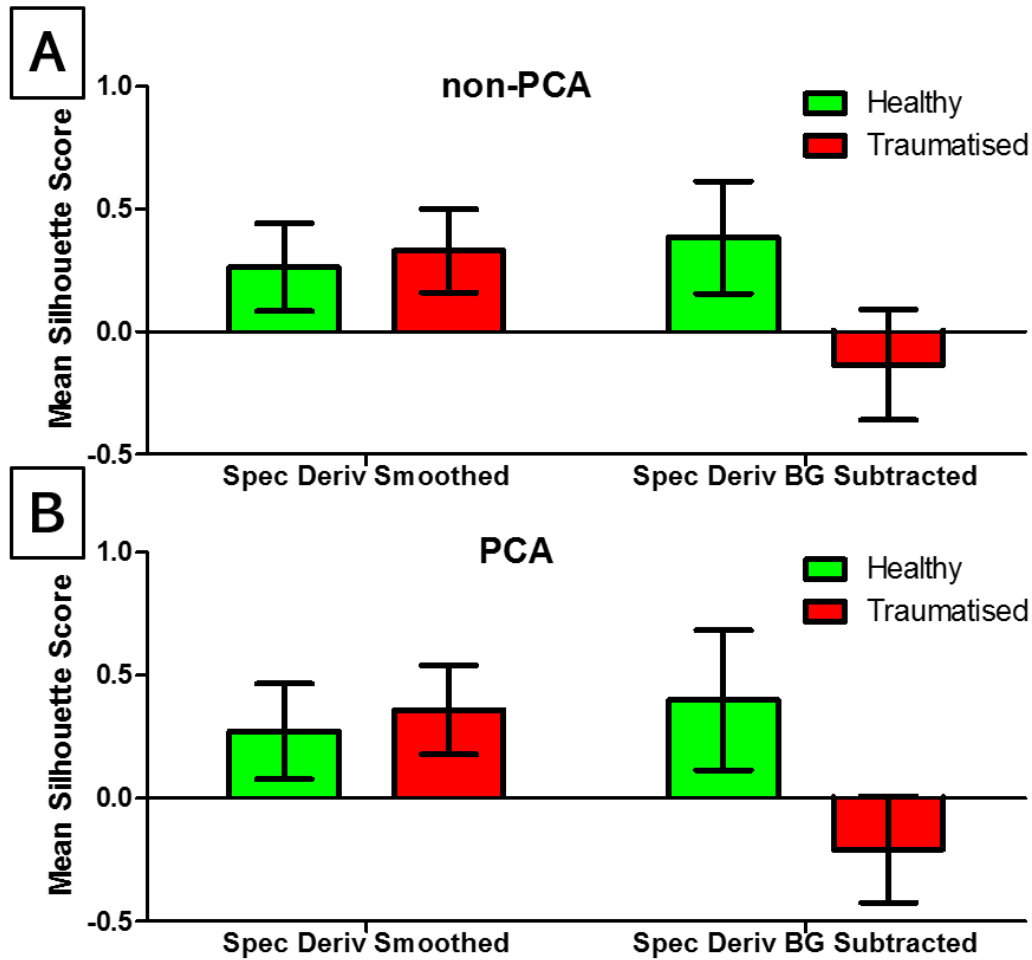 A
non-PCA
Healthy
Traumatised
Mean Silhouette Score
1.0
0.5
0.0
-0.5
Spec Deriv Smoothed
Spec Deriv BG Subtracted
B
PCA
Healthy
Traumatised
Mean Silhouette Score
1.0
0.5
0.0
-0.5
Spec Deriv Smoothed
Spec Deriv BG Subtracted